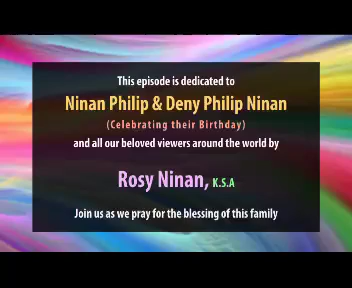 This episode is dedicated to
Ninan Philip & Deny Philip Ninan
(Celebrating their Birthday)
and all our beloved viewers around the world by
Rosy Ninan, K.S.A
Join us as we pray for the blessing of this family